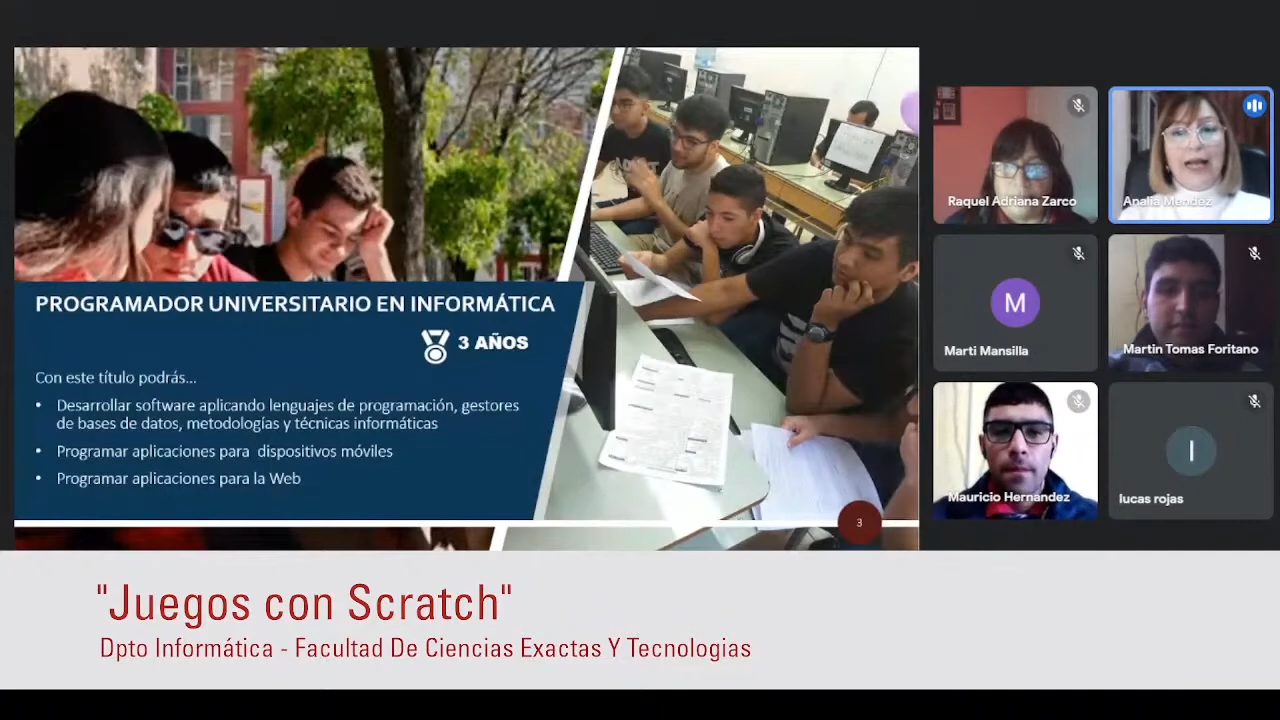 PROGRAMADOR UNIVERSITARIO EN INFORMÁTICA
3 AÑOS
Con este título podrás...
• Desarrollar software aplicando lenguajes de programación, gestores
de bases de datos, metodologías y técnicas informáticas
• Programar aplicaciones para dispositivos móviles
• Programar aplicaciones para la Web
3
Raquel Adriana Zarco
Analía Mendez
M
Marti Mansilla
Martin Tomas Foritano
Mauricio Hernandez
l
lucas rojas
"Juegos con Scratch"
Dpto Informática - Facultad De Ciencias Exactas Y Tecnologias